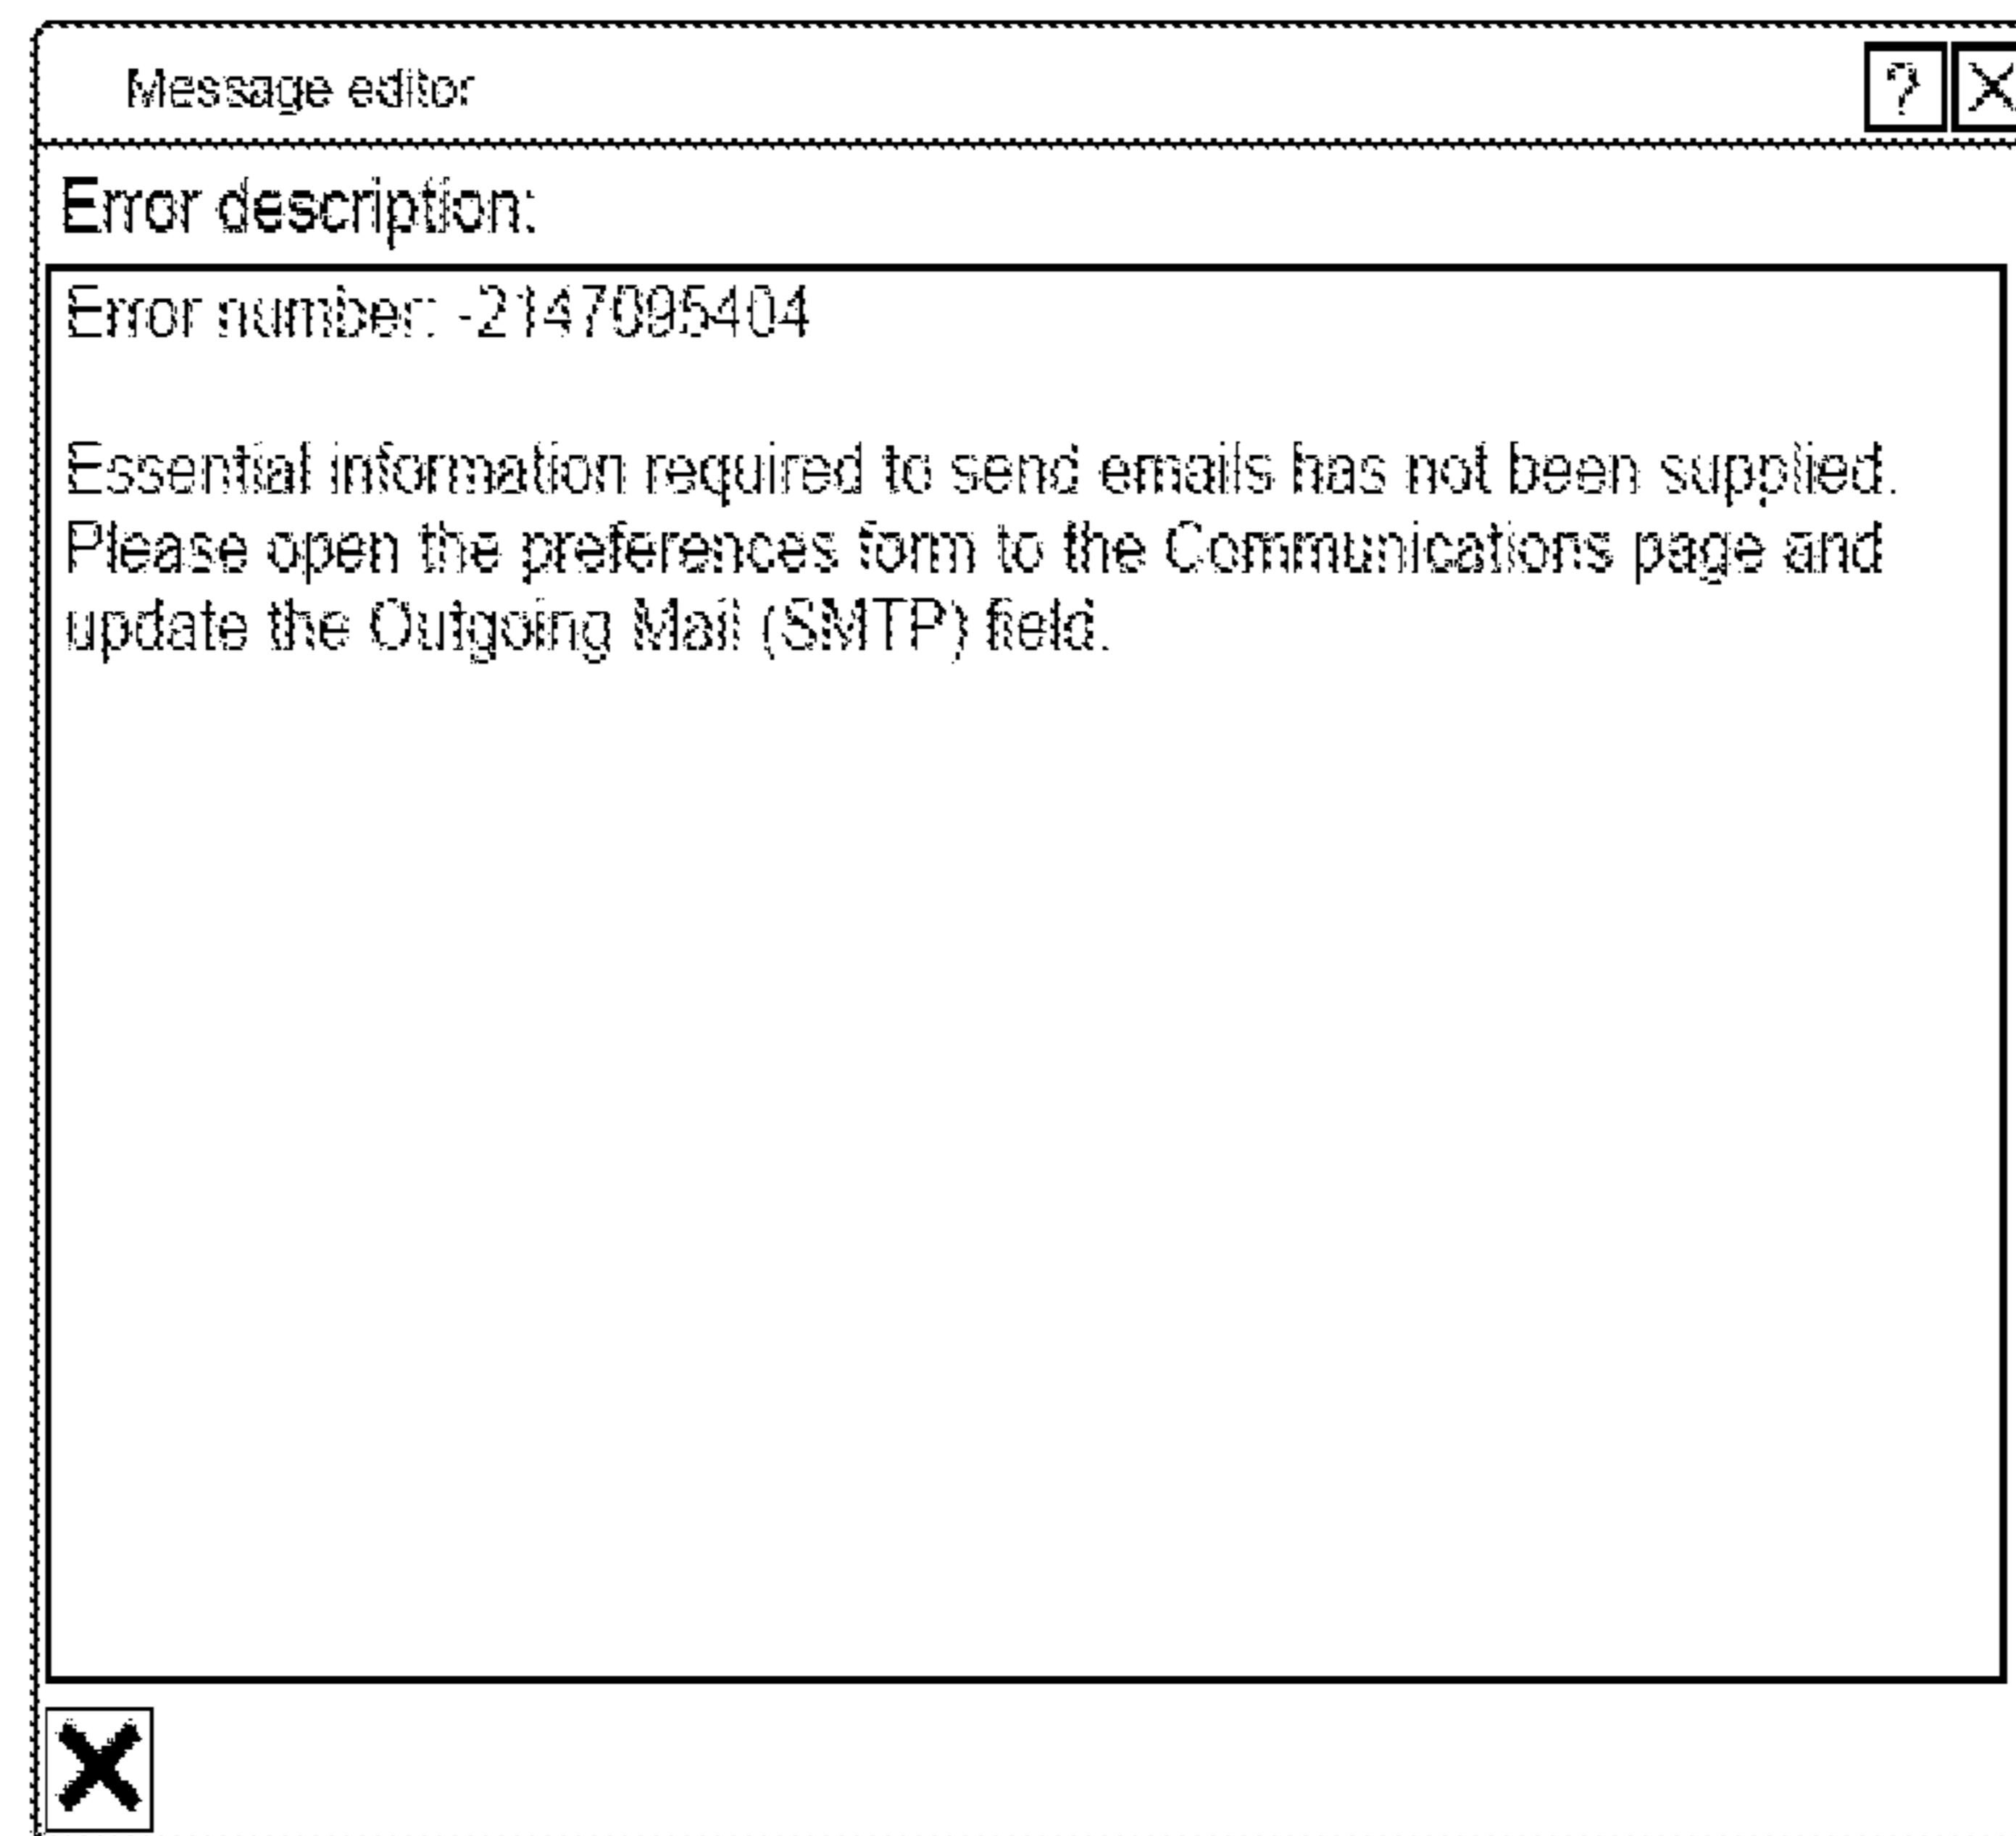 Message editor
?
Error description:
Error number: -2147095404
Essential information required to send emails has not been supplied.
Please open the preferences form to the Communications page and
update the Outgoing Mail (SMTP) field.